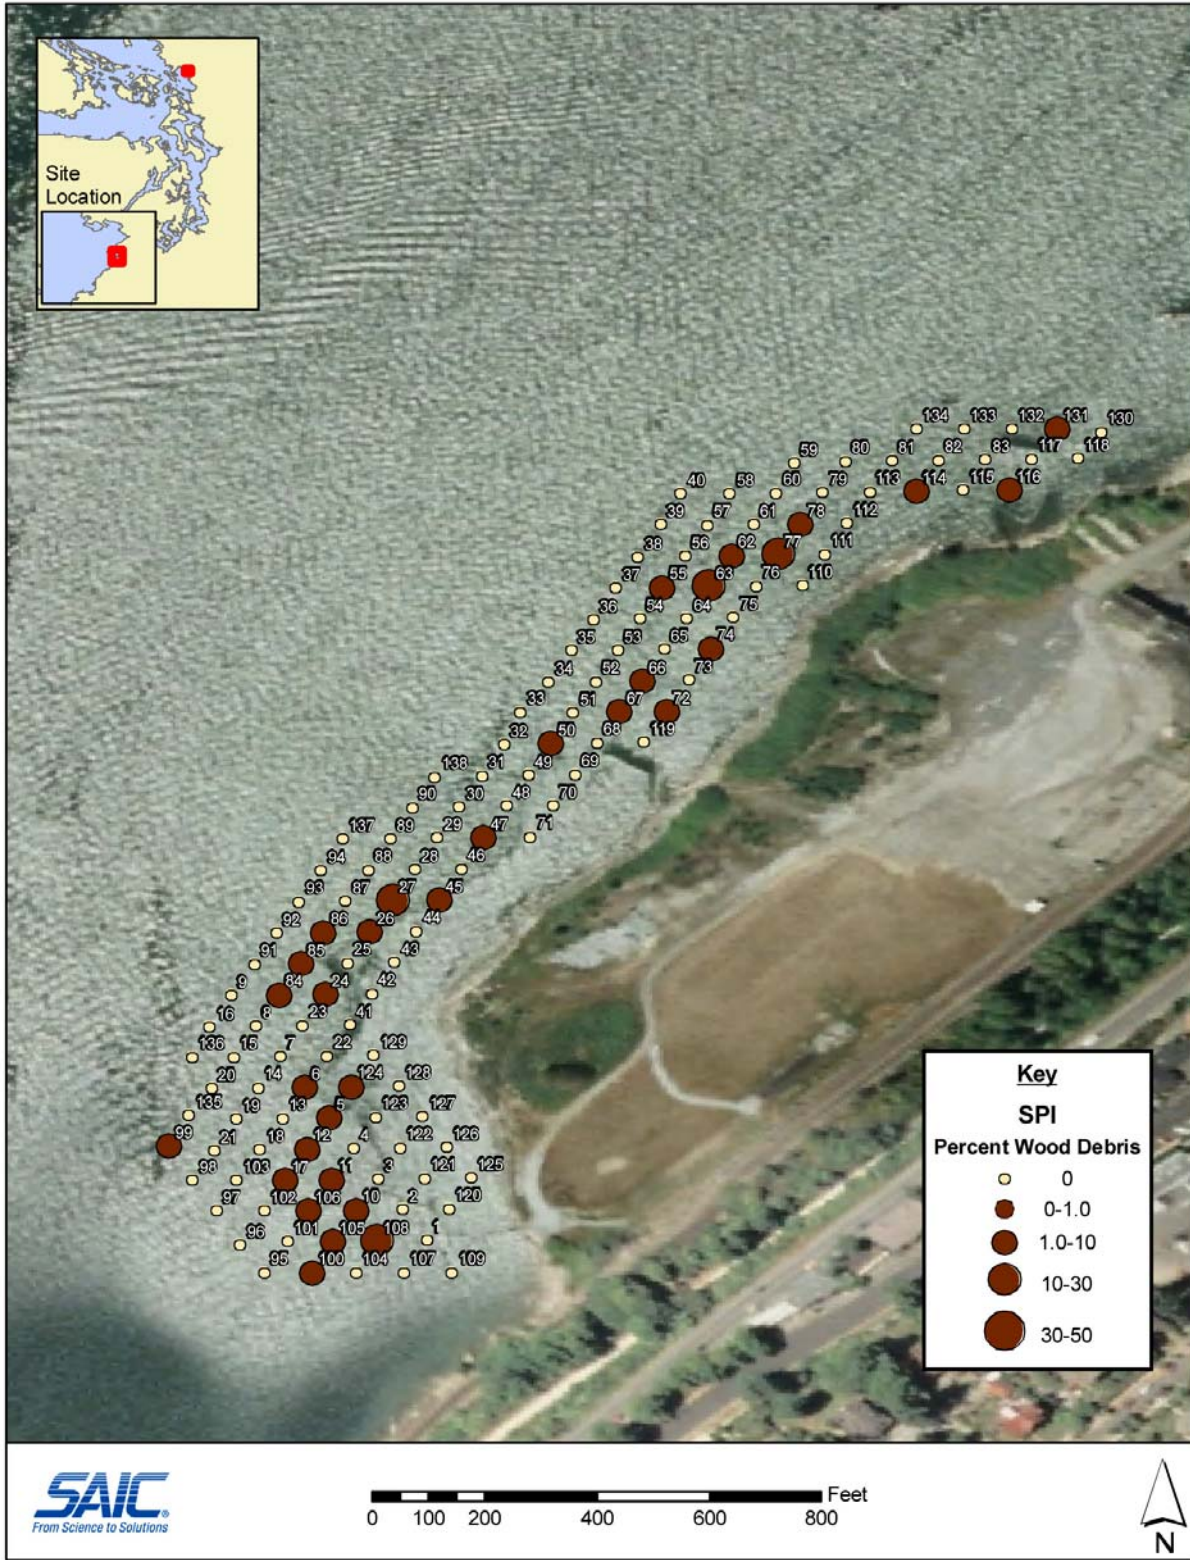 Site
Location
134 133 132 131 130
59 80 81 82 83 117 118
40 58 60 79 113 114 115 116
39 57 61 78 112
38 56 62 77 111
37 55 63 76 110
36 54 64 75
35 53 65 74
34 52 66 73
33 51 67 72
32 50 68 119
138 31 49 69
90 30 48 70
137 89 29 47 71
94 88 28 46
93 87 27 45
92 86 26 44
91 85 25 43
9 84 24 42
16 8 23 41
136 15 7 22 129
20 14 6 124 128
135 19 13 5 123 127
99 21 18 12 4 122 126
98 103 17 11 3 121 125
97 102 106 10 2 120
96 101 105 108 1
95 100 104 107 109
Key
SPI
Percent Wood Debris
0
0-1.0
1.0-10
10-30
30-50
SAIC®
From Science to Solutions
Feet
0 100 200 400 600 800
N